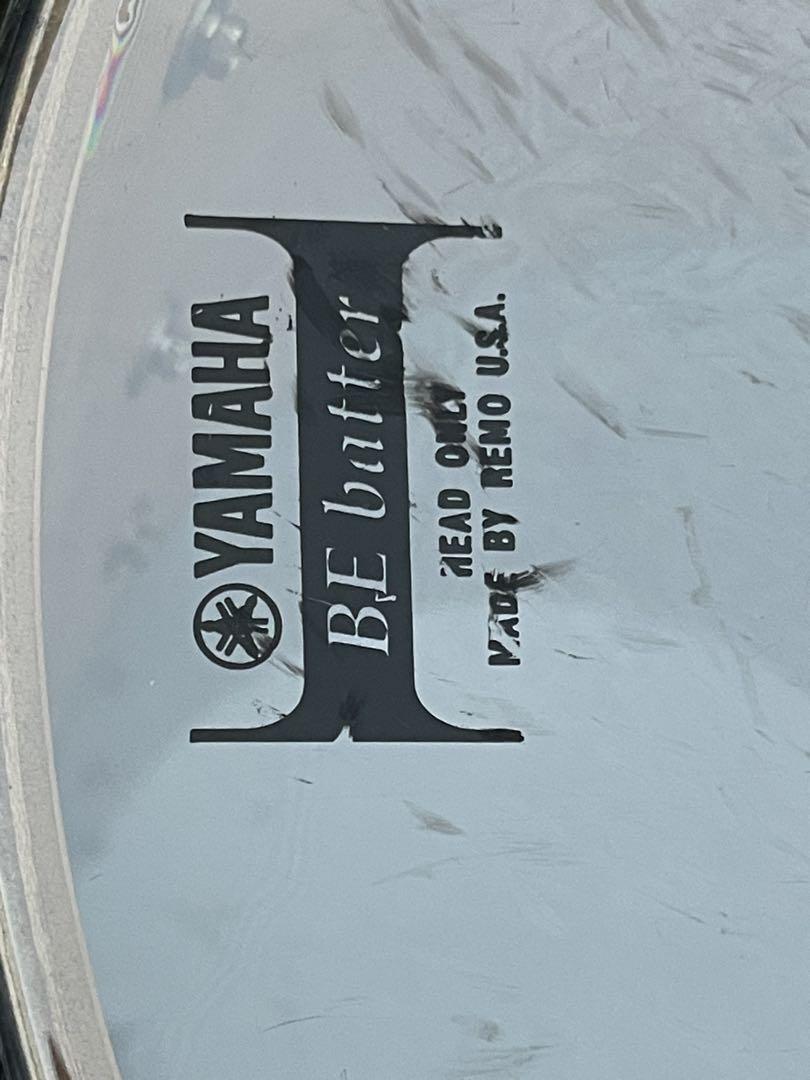 YAMAHA
BE batter
HEAD ONLY
MADE BY REMO U.S.A.